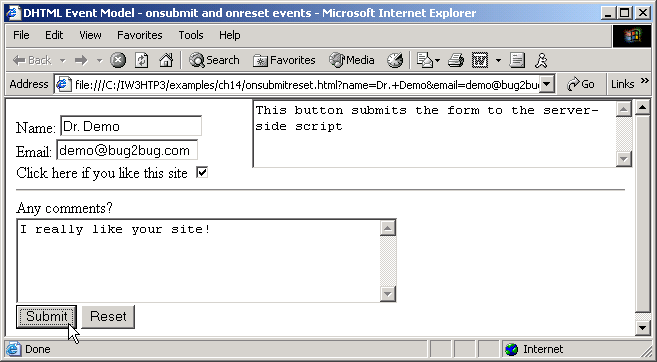 DHTML Event Model - onsubmit and onreset events - Microsoft Internet Explorer
File Edit View Favorites Tools Help
Back Search Favorites Media
Address file:///C:/IW3HTP3/examples/ch14/onsubmitreset.html?name=Dr.+Demo&email=demo@bug2bu Go Links »
This button submits the form to the server-
side script
Name: Dr. Demo
Email: demo@bug2bug.com
Click here if you like this site
Any comments?
I really like your site!
Submit Reset
Done Internet